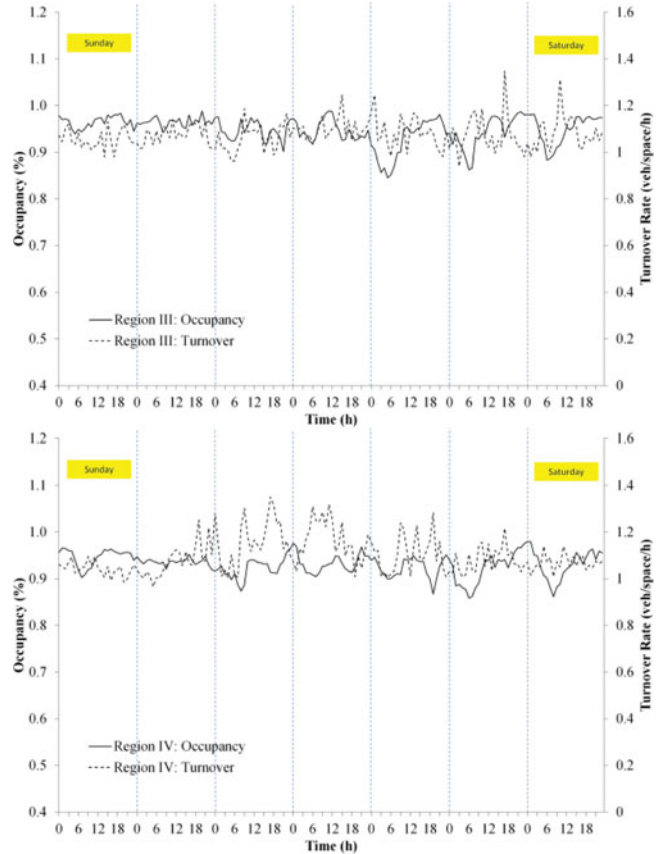 1.2 1.6
Sunday Saturday
1.1 1.4
1.0 1.2
0.9 1
0.8 0.8
0.7 0.6
0.6 0.4
0.5 0.2
0.4 0
Occupancy (%)
Turnover Rate (veh/space/h)
Region III: Occupancy
Region III: Turnover
0 6 12 18 0 6 12 18 0 6 12 18 0 6 12 18 0 6 12 18 0 6 12 18 0 6 12 18
Time (h)
1.2 1.6
Sunday Saturday
1.1 1.4
1.0 1.2
0.9 1
0.8 0.8
0.7 0.6
0.6 0.4
0.5 0.2
0.4 0
Occupancy (%)
Turnover Rate (veh/space/h)
Region IV: Occupancy
Region IV: Turnover
0 6 12 18 0 6 12 18 0 6 12 18 0 6 12 18 0 6 12 18 0 6 12 18 0 6 12 18
Time (h)